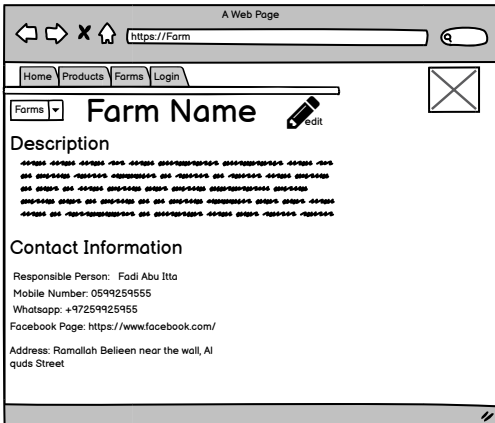 A Web Page
https://Farm
Home Products Farms Login
Farms Farm Name edit
Description
Contact Information
Responsible Person: Fadi Abu Itta
Mobile Number: 0599259555
Whatsapp: +97259925955
Facebook Page: https://www.facebook.com/
Address: Ramallah Belieen near the wall, Al
quds Street